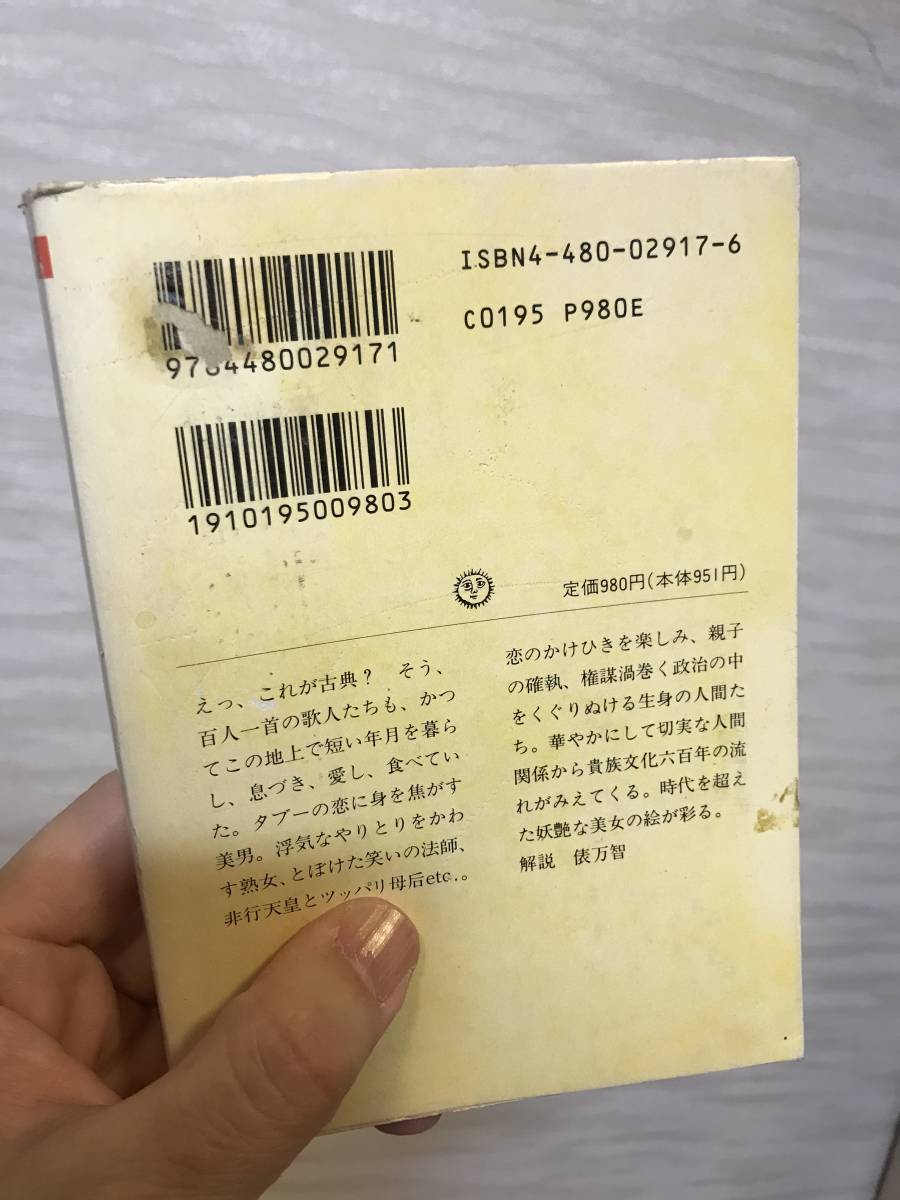 ISBN4-480-02917-6
C0195 P980E
9784480029171
1910195009803
定価980円(本体951円)
えっ、これが古典？　そう、
百人一首の歌人たちも、かつ
てこの地上で短い年月を暮ら
し、息づき、愛し、食べてい
た。タブーの恋に身を焦がす
美男。浮気なやりとりをかわ
す熟女、とぼけた笑いの法師、
非行天皇とツッパリ母后etc.。
恋のかけひきを楽しみ、親子
の確執、権謀渦巻く政治の中
をくぐりぬける生身の人間た
ち。華やかにして切実な人間
関係から貴族文化六百年の流
れがみえてくる。時代を超え
た妖艶な美女の絵が彩る。
解説　俵万智